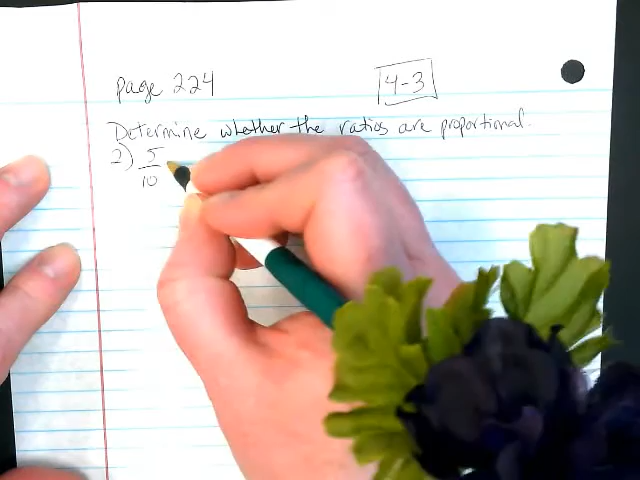 page 224
4-3
Determine whether the ratios are proportional.
2) 5
10